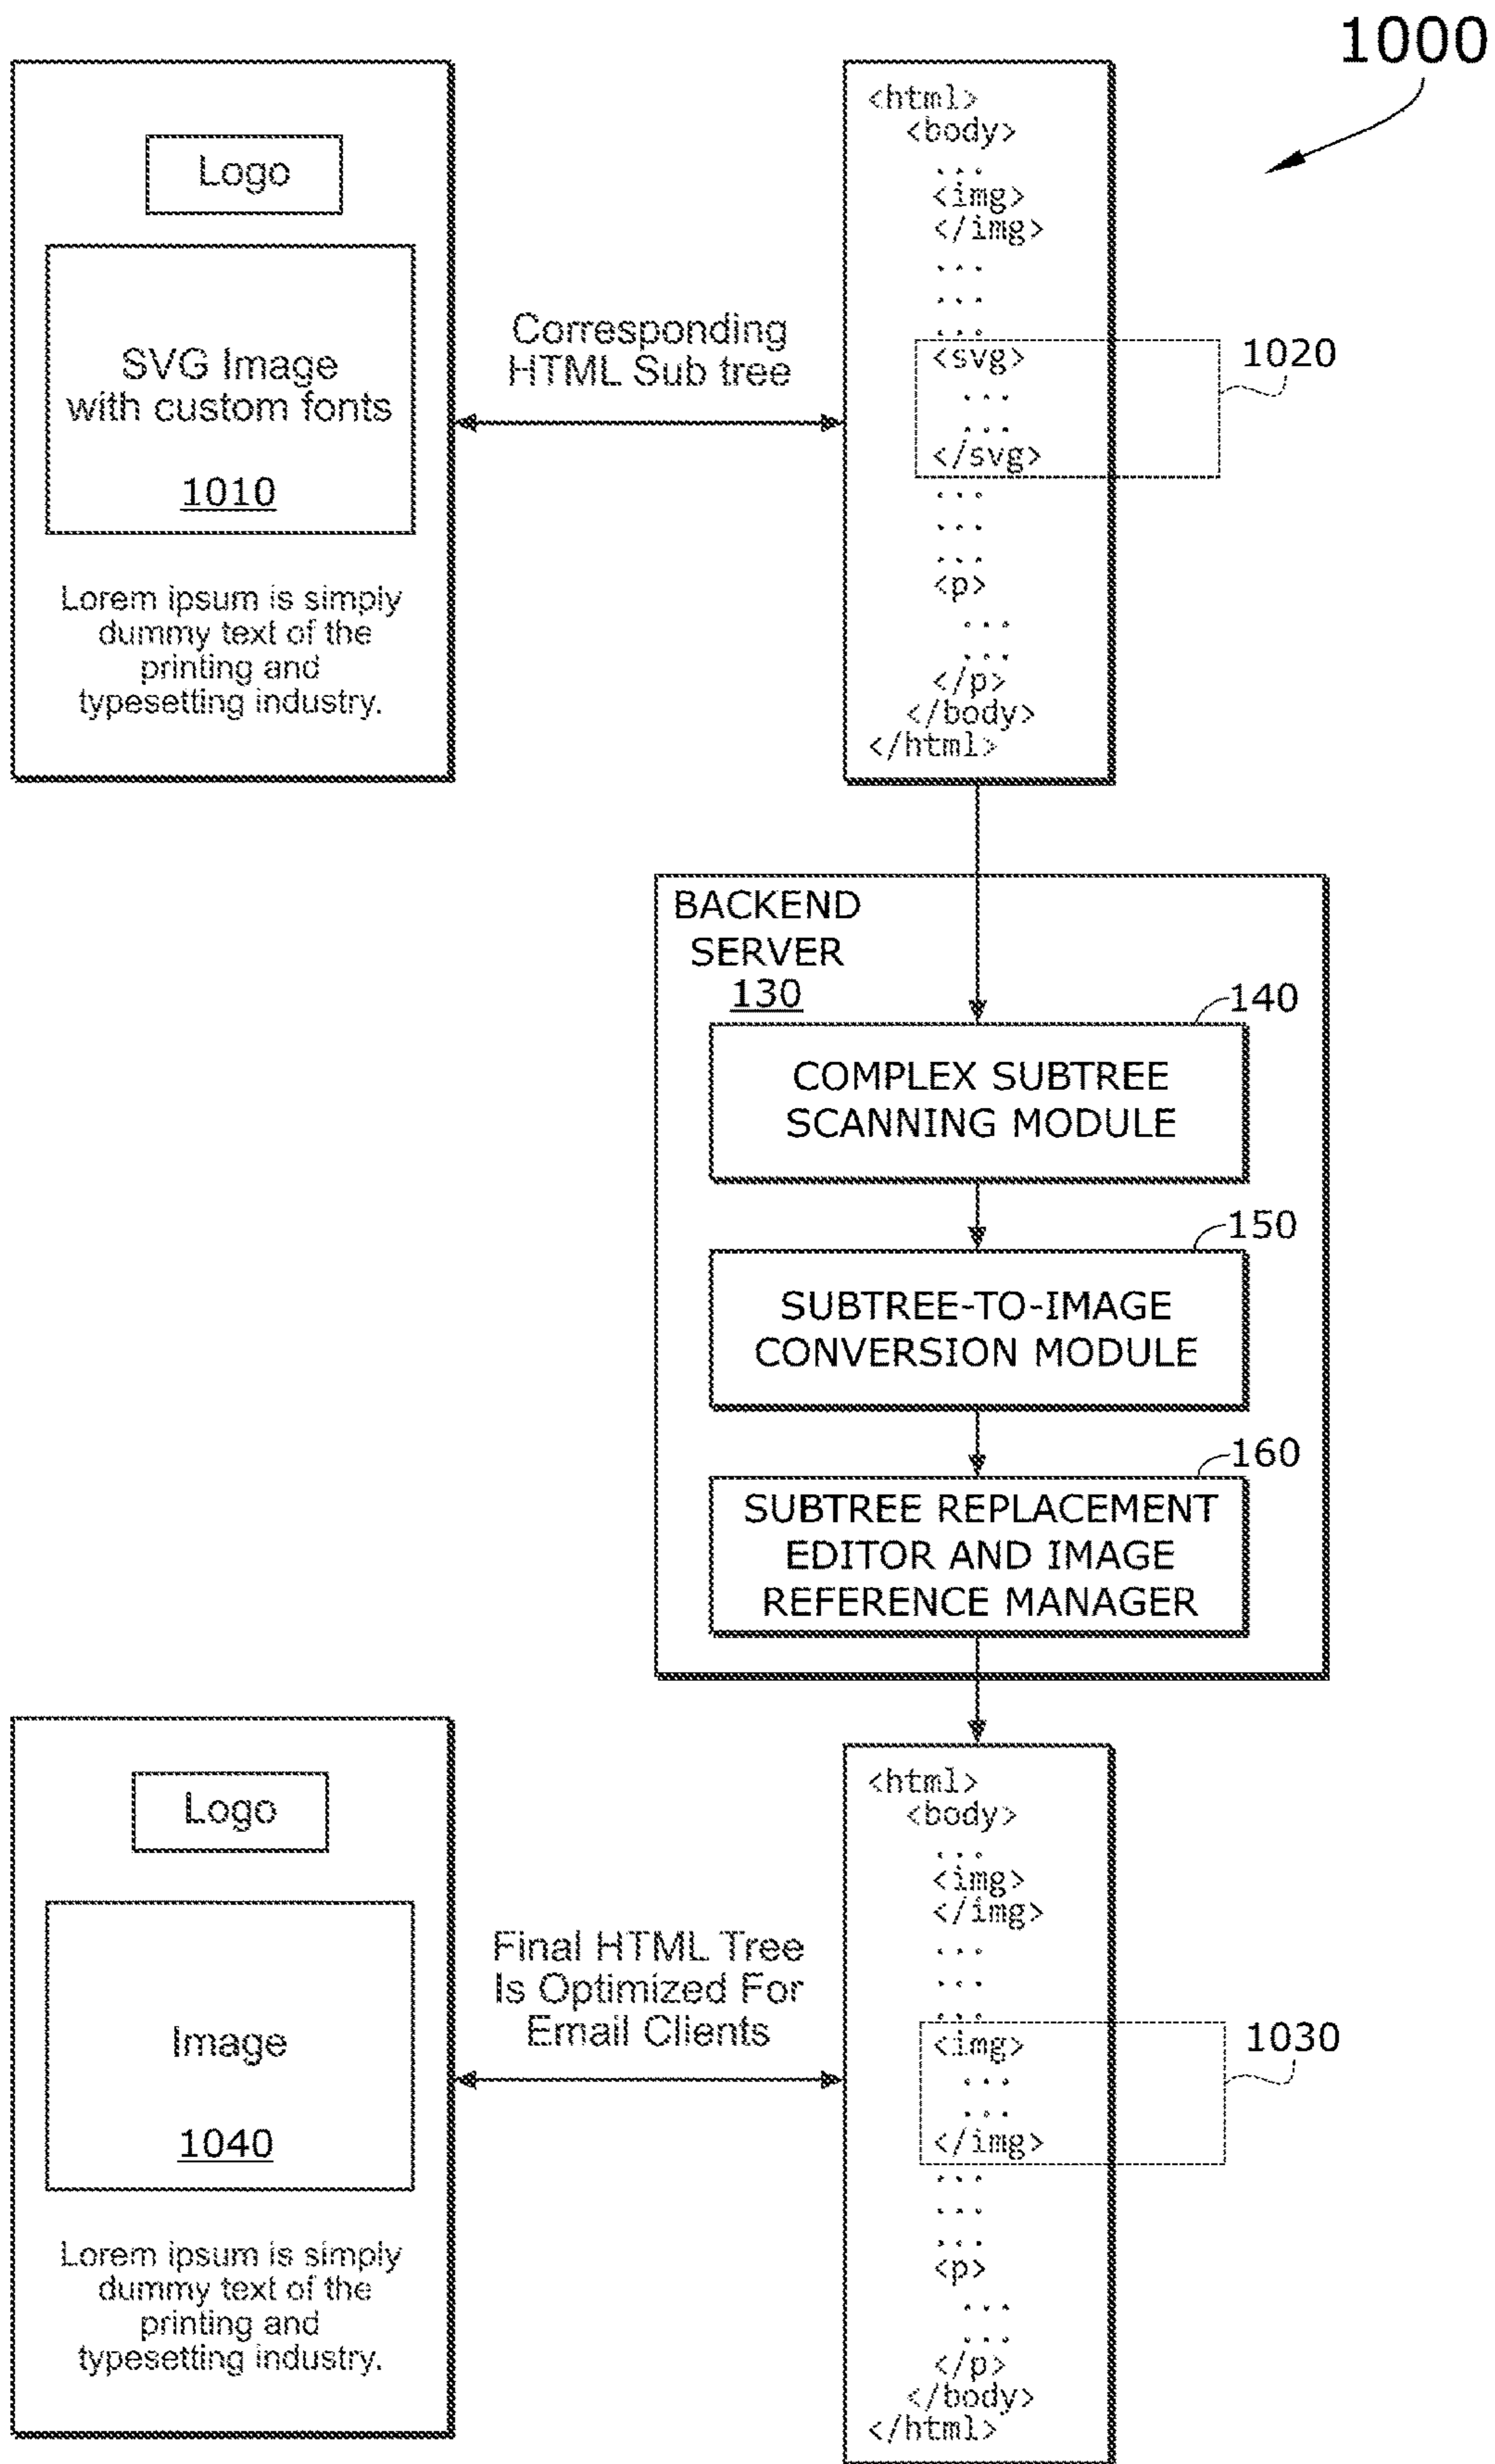 1000
Logo
SVG Image
with custom fonts
1010
Lorem ipsum is simply
dummy text of the
printing and
typesetting industry.
Corresponding
HTML Sub tree
<html>
<body>
...
<img>
</img>
...
...
...
<svg>
...
...
</svg>
...
...
...
<p>
...
...
</p>
</body>
</html>
1020
BACKEND
SERVER
130
140
COMPLEX SUBTREE
SCANNING MODULE
150
SUBTREE-TO-IMAGE
CONVERSION MODULE
160
SUBTREE REPLACEMENT
EDITOR AND IMAGE
REFERENCE MANAGER
Logo
Image
1040
Lorem ipsum is simply
dummy text of the
printing and
typesetting industry.
Final HTML Tree
Is Optimized For
Email Clients
<html>
<body>
...
<img>
</img>
...
...
...
<img>
...
...
</img>
...
...
...
<p>
...
...
</p>
</body>
</html>
1030